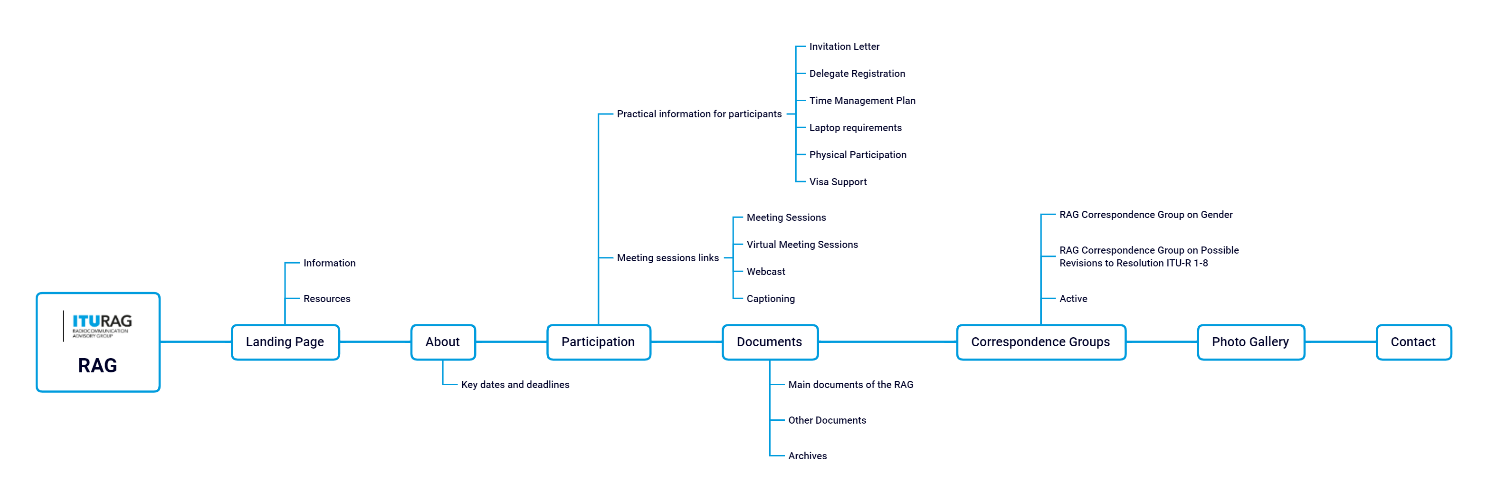 Invitation Letter
Delegate Registration
Time Management Plan
Practical information for participants
Laptop requirements
Physical Participation
Visa Support
Meeting Sessions
Virtual Meeting Sessions
Meeting sessions links
Webcast
Captioning
RAG Correspondence Group on Gender
RAG Correspondence Group on Possible
Revisions to Resolution ITU-R 1-8
Active
Information
Resources
ITURAG
RADIOCOMMUNICATION
ADVISORY GROUP
RAG
Landing Page
About
Participation
Documents
Correspondence Groups
Photo Gallery
Contact
Key dates and deadlines
Main documents of the RAG
Other Documents
Archives